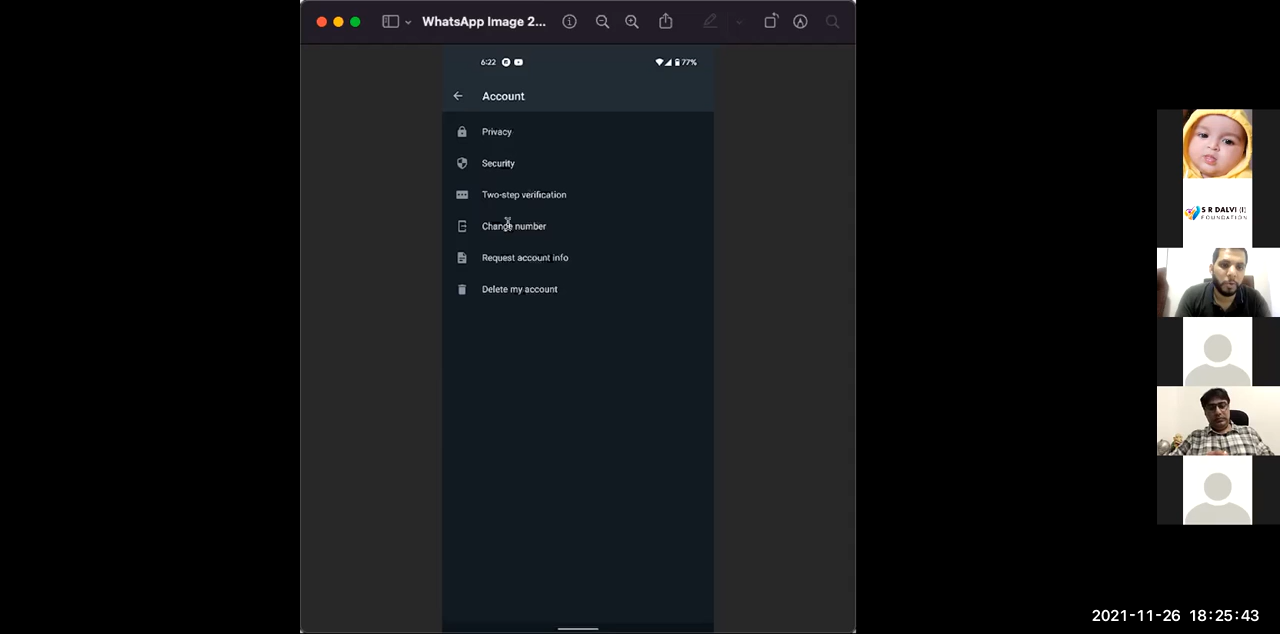 WhatsApp Image 2...
6:22
77%
Account
Privacy
Security
Two-step verification
Change number
Request account info
Delete my account
S R DALVI (I)
FOUNDATION
2021-11-26 18:25:43